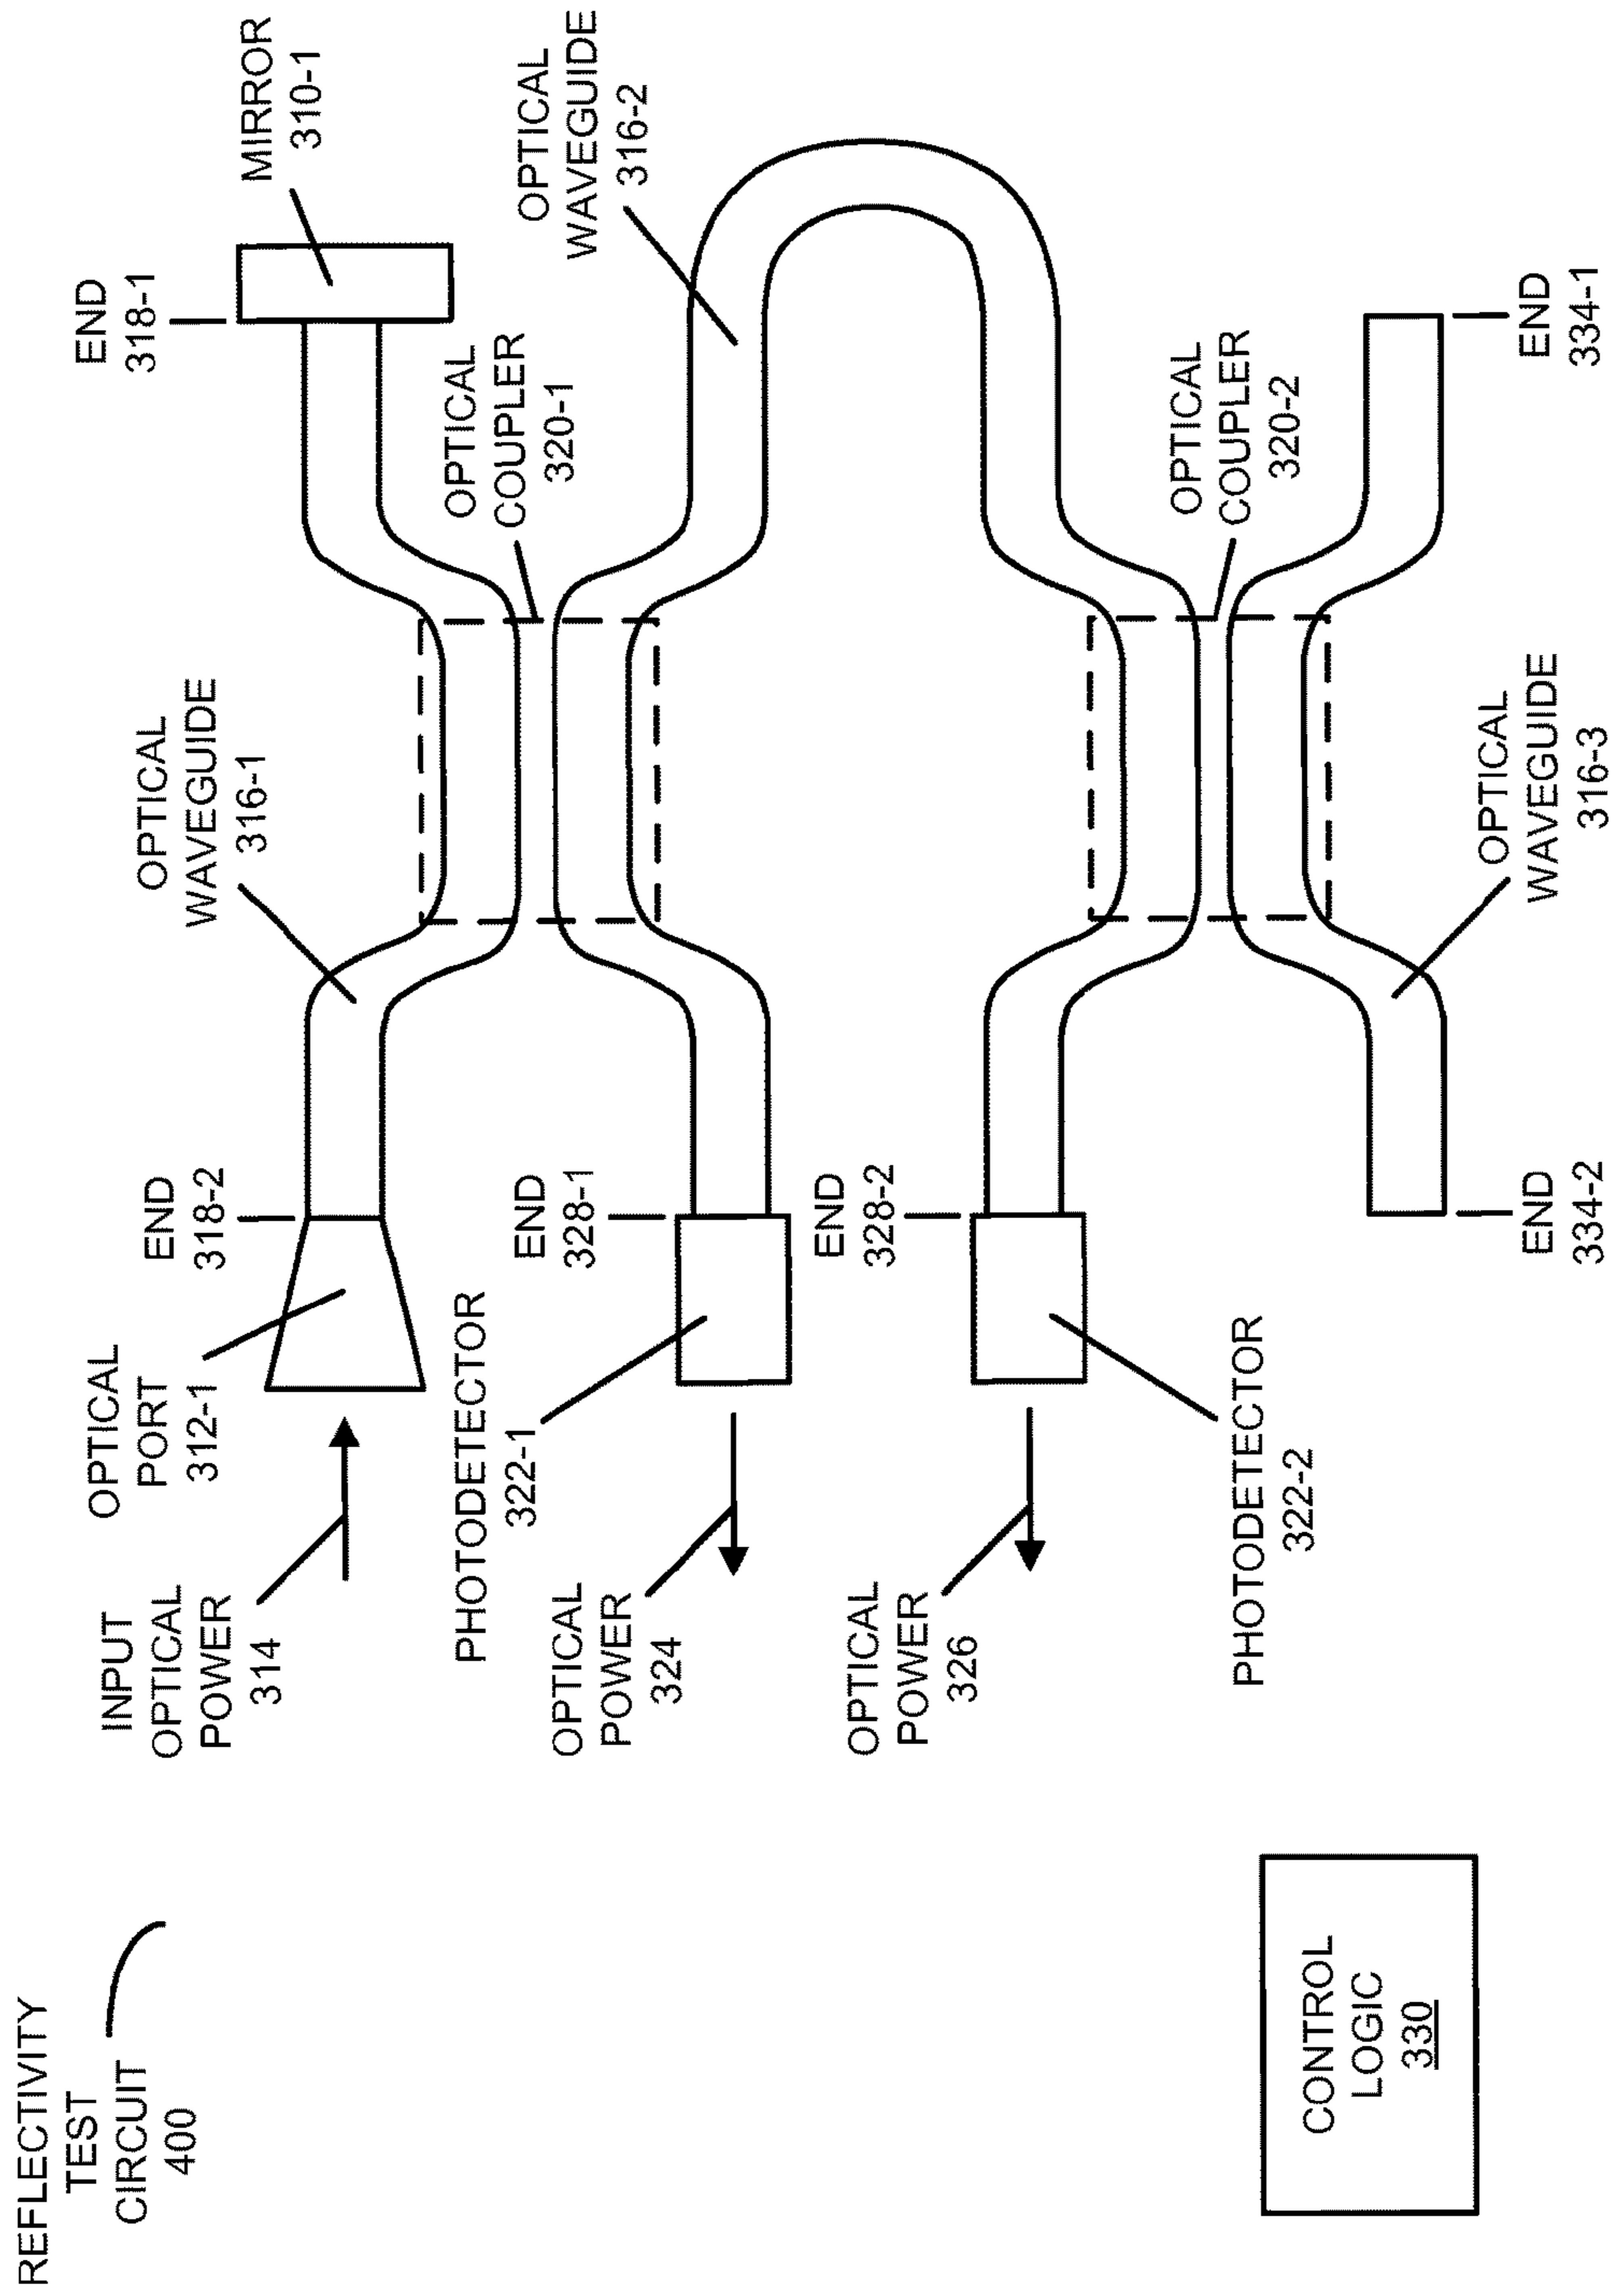 REFLECTIVITY
TEST
CIRCUIT
400
INPUT
OPTICAL
POWER
314
OPTICAL
PORT
312-1
END
318-2
OPTICAL
WAVEGUIDE
316-1
END
318-1
MIRROR
310-1
OPTICAL
COUPLER
320-1
OPTICAL
WAVEGUIDE
316-2
PHOTODETECTOR
322-1
END
328-1
OPTICAL
POWER
324
END
328-2
OPTICAL
POWER
326
PHOTODETECTOR
322-2
OPTICAL
COUPLER
320-2
CONTROL
LOGIC
330
END
334-2
OPTICAL
WAVEGUIDE
316-3
END
334-1